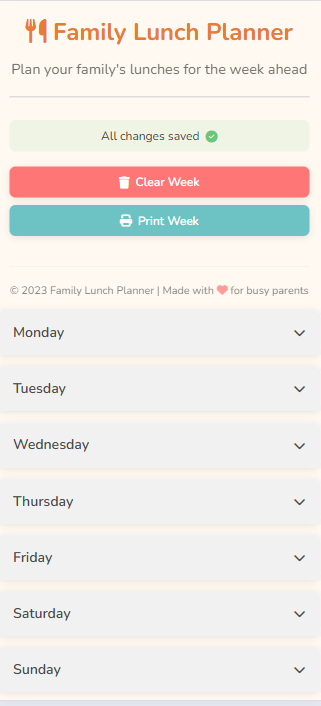 Family Lunch Planner
Plan your family's lunches for the week ahead
All changes saved
Clear Week
Print Week
© 2023 Family Lunch Planner | Made with ❤ for busy parents
Monday
Tuesday
Wednesday
Thursday
Friday
Saturday
Sunday